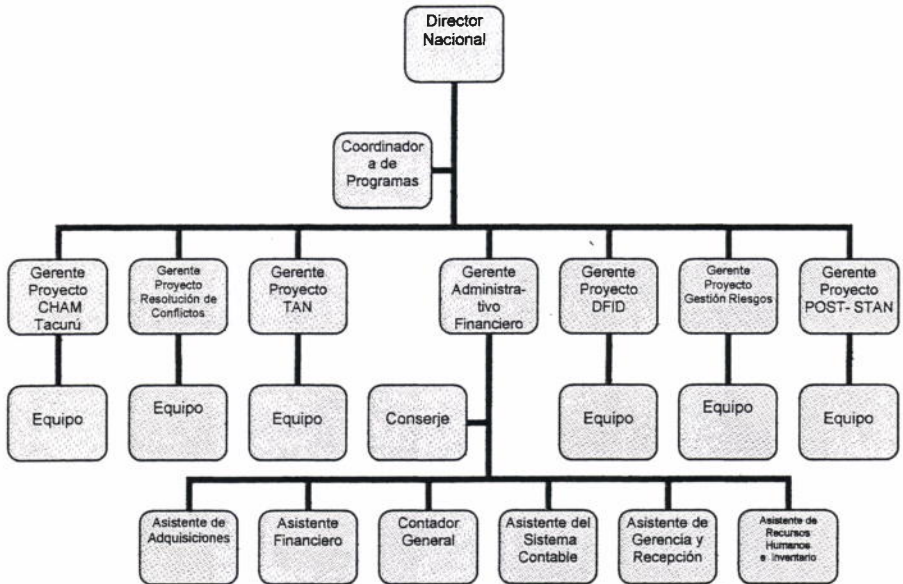 Director
Nacional
Coordinador
a de
Programas
Gerente
Proyecto
CHAM
Tacurú
Gerente
Proyecto
Resolución de
Conflictos
Gerente
Proyecto
TAN
Gerente
Administra-
tivo
Financiero
Gerente
Proyecto
DFID
Gerente
Proyecto
Gestión Riesgos
Gerente
Proyecto
POST- STAN
Equipo
Equipo
Equipo
Conserje
Equipo
Equipo
Equipo
Asistente de
Adquisiciones
Asistente
Financiero
Contador
General
Asistente del
Sistema
Contable
Asistente de
Gerencia y
Recepción
Asistente de
Recursos
Humanos
e Inventario